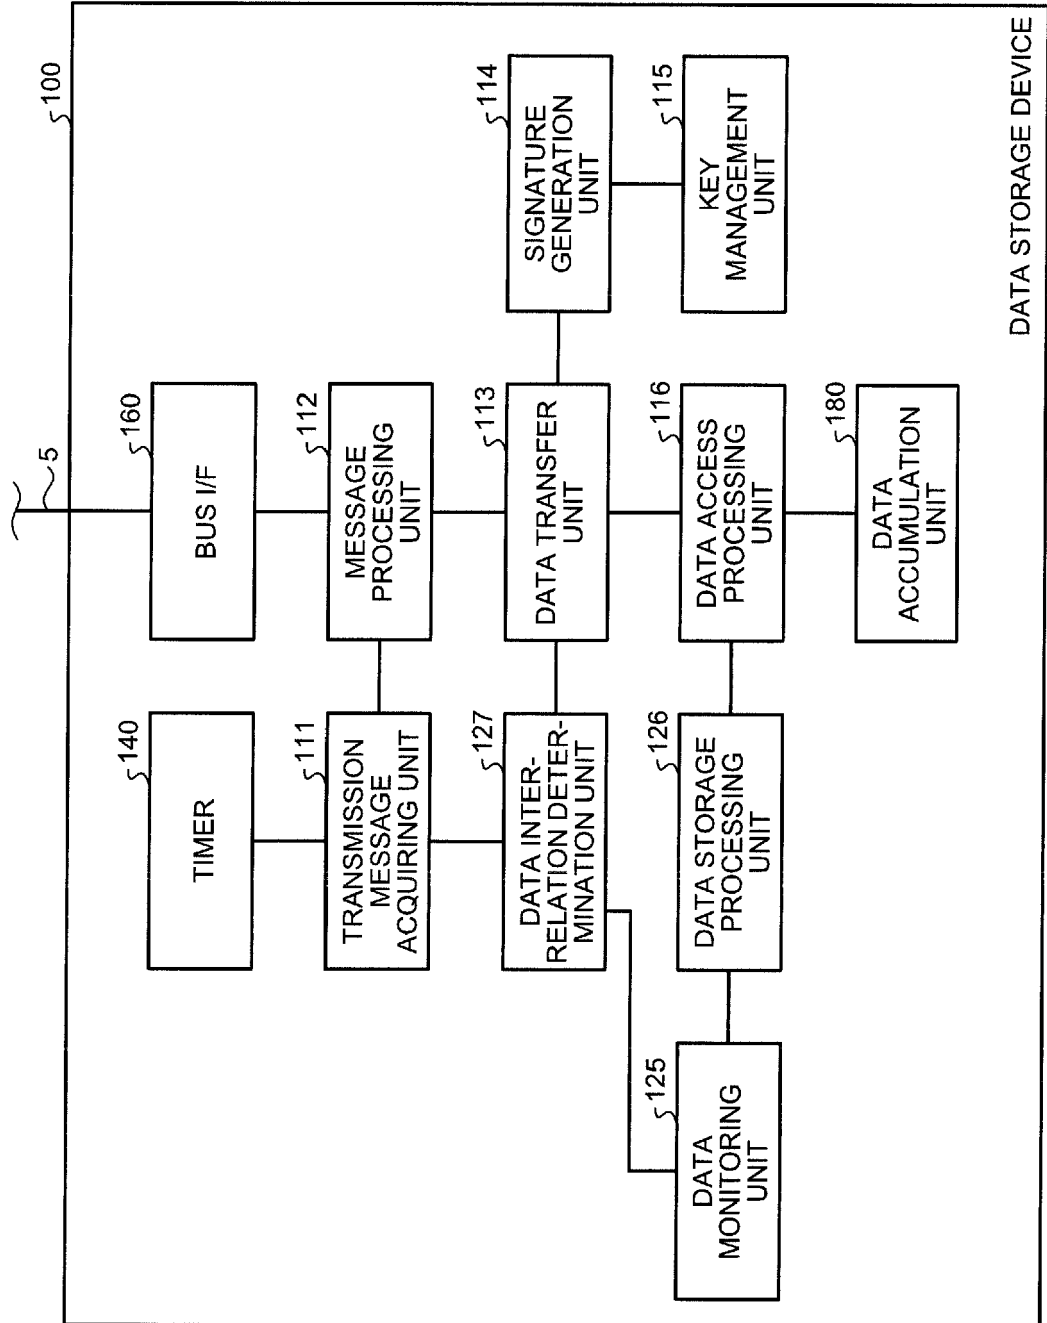 100
5
160
BUS I/F
140
TIMER
112
MESSAGE
PROCESSING
UNIT
111
TRANSMISSION
MESSAGE
ACQUIRING UNIT
114
SIGNATURE
GENERATION
UNIT
113
DATA TRANSFER
UNIT
127
DATA INTER-
RELATION DETER-
MINATION UNIT
115
KEY
MANAGEMENT
UNIT
116
DATA ACCESS
PROCESSING
UNIT
126
DATA STORAGE
PROCESSING
UNIT
125
DATA
MONITORING
UNIT
180
DATA
ACCUMULATION
UNIT
DATA STORAGE DEVICE